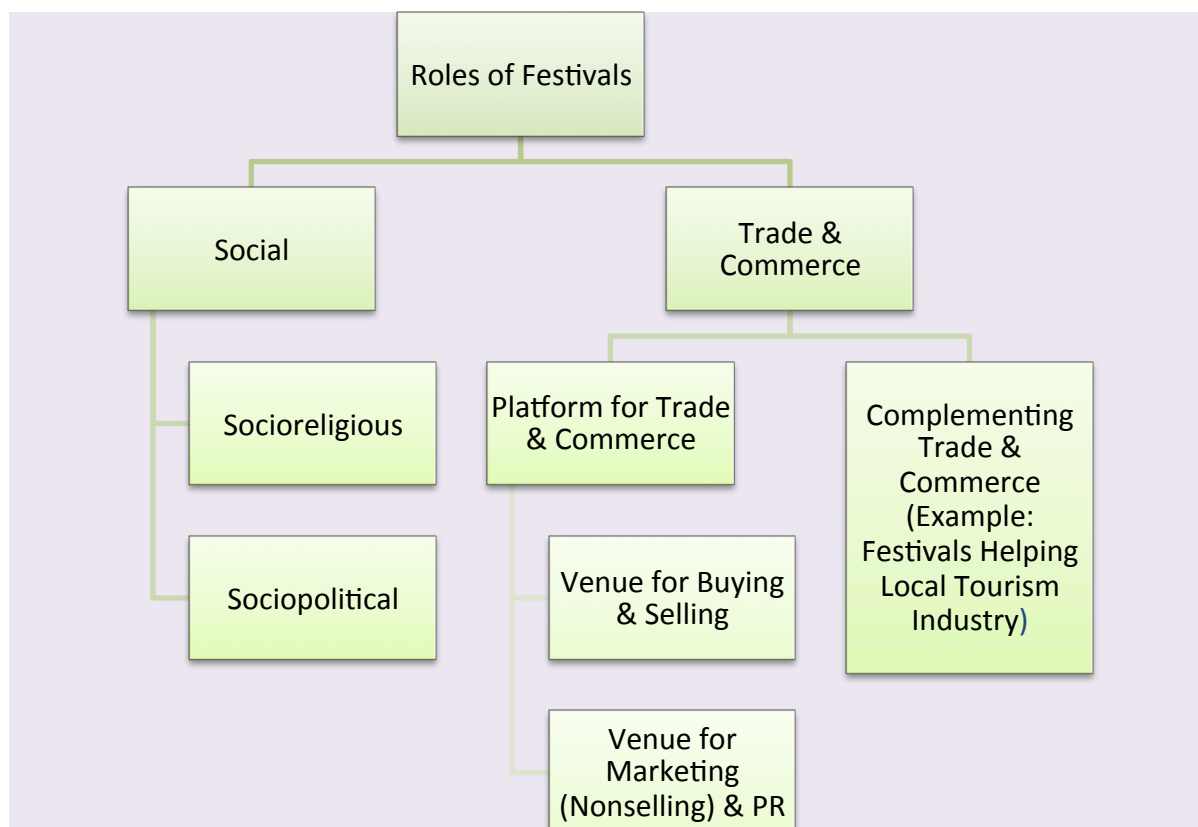 Roles of Festivals
Social
Trade &
Commerce
Socioreligious
Sociopolitical
Platform for Trade
& Commerce
Venue for Buying
& Selling
Venue for
Marketing
(Nonselling) & PR
Complementing
Trade &
Commerce
(Example:
Festivals Helping
Local Tourism
Industry)